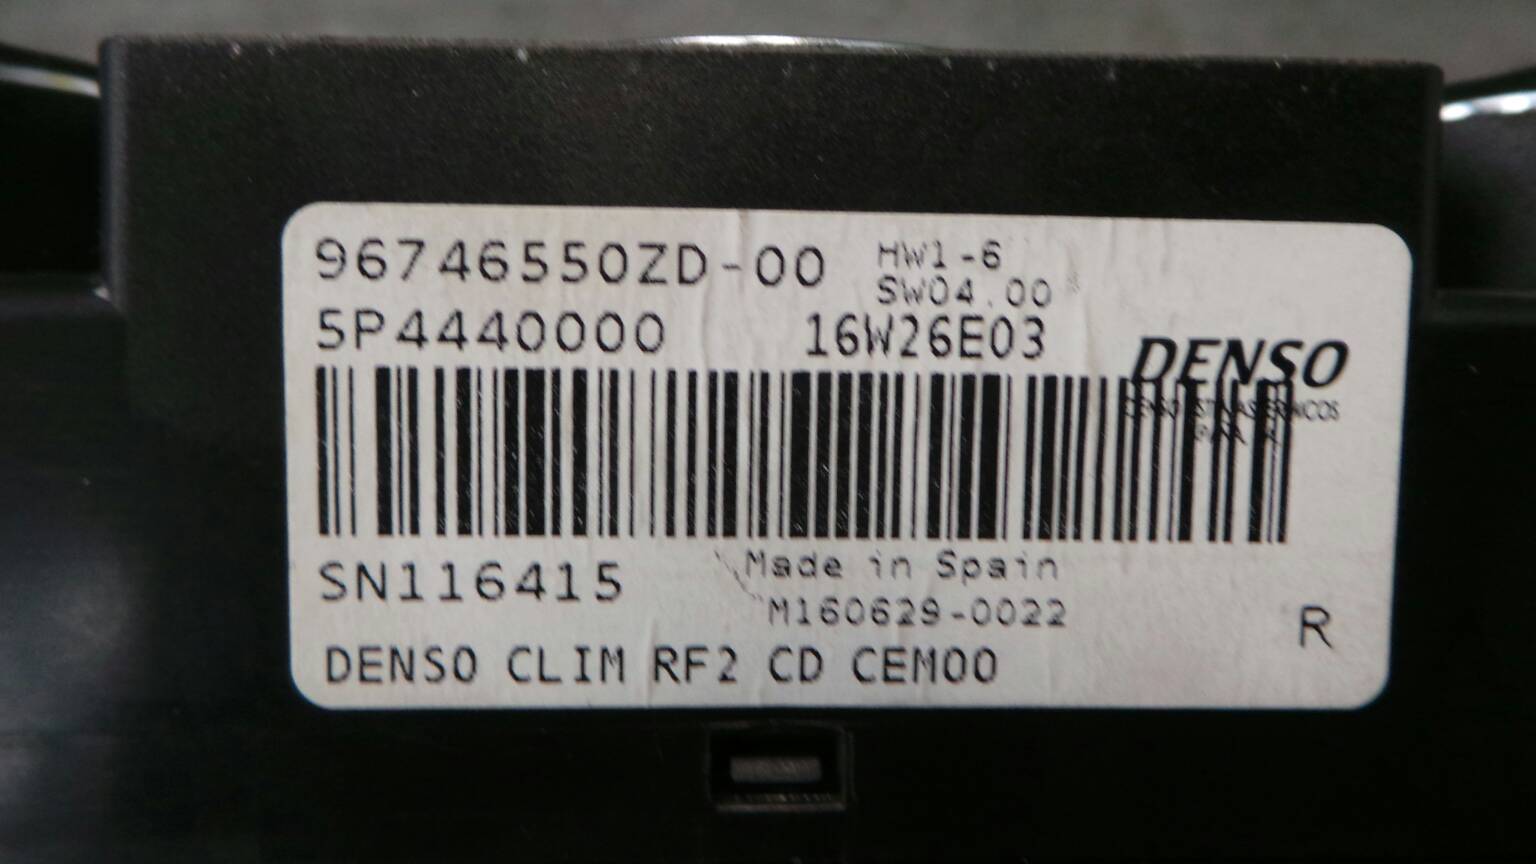 96746550ZD-00
HW1-6
SW04.00
5P4440000
16W26E03
DENSO
DENSO
SN116415
Made in Spain
M160629-0022
R
DENSO CLIM RF2 CD CEM00